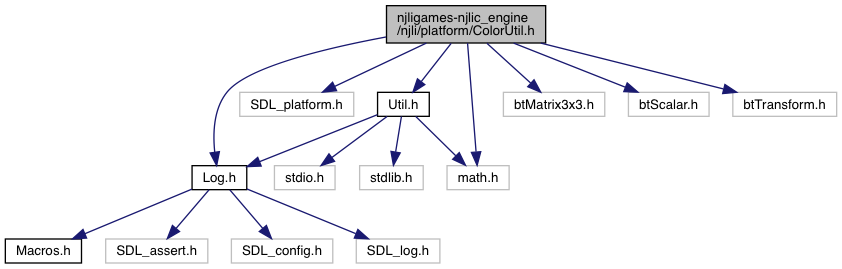 njligames-njlic_engine
/njli/platform/ColorUtil.h
SDL_platform.h
Util.h
btMatrix3x3.h
btScalar.h
btTransform.h
Log.h
stdio.h
stdlib.h
math.h
Macros.h
SDL_assert.h
SDL_config.h
SDL_log.h